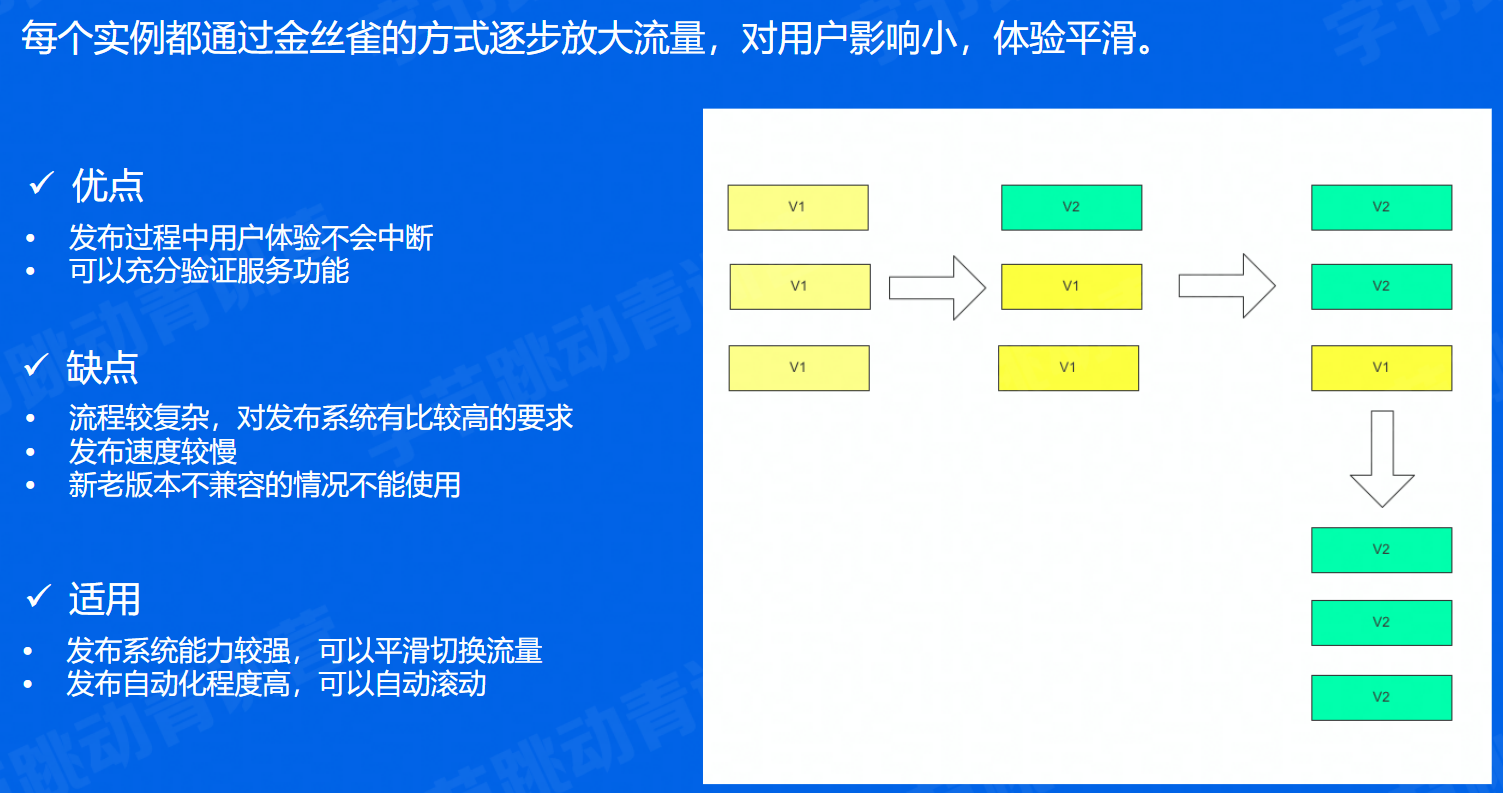 每个实例都通过金丝雀的方式逐步放大流量，对用户影响小，体验平滑。
✓ 优点
• 发布过程中用户体验不会中断
• 可以充分验证服务功能
✓ 缺点
• 流程较复杂，对发布系统有比较高的要求
• 发布速度较慢
• 新老版本不兼容的情况不能使用
✓ 适用
• 发布系统能力较强，可以平滑切换流量
• 发布自动化程度高，可以自动滚动
V1 V2 V2
V1 V1 V2
V1 V1 V1
V2
V2
V2